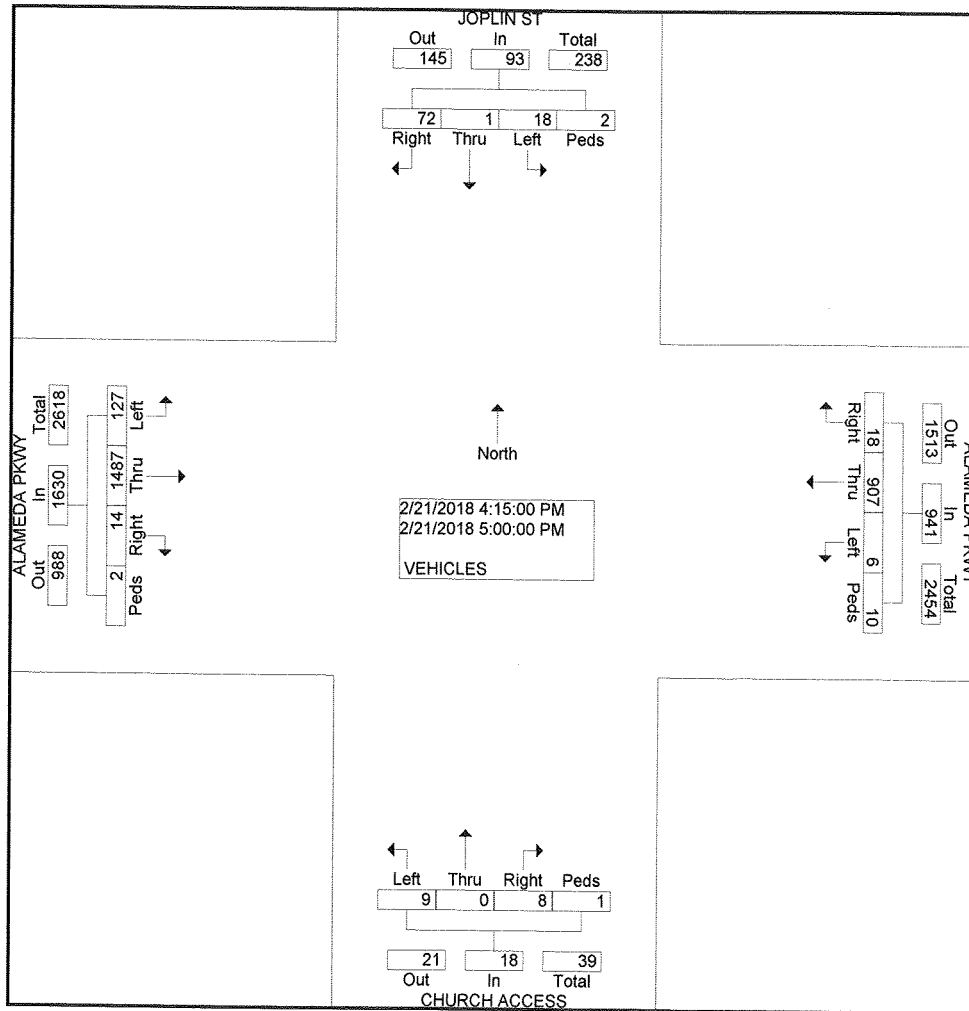 JOPLIN ST
Out In Total
145 93 238
72 1 18 2
Right Thru Left Peds
ALAMEDA PKWY
Out In Total
988 1630 2618
2 14 1487 127
Peds Right Thru Left
North
2/21/2018 4:15:00 PM
2/21/2018 5:00:00 PM
VEHICLES
Right Thru Left Peds
18 907 6 10
Out In Total
1513 941 2454
ALAMEDA PKWY
Left Thru Right Peds
9 0 8 1
21 18 39
Out In Total
CHURCH ACCESS